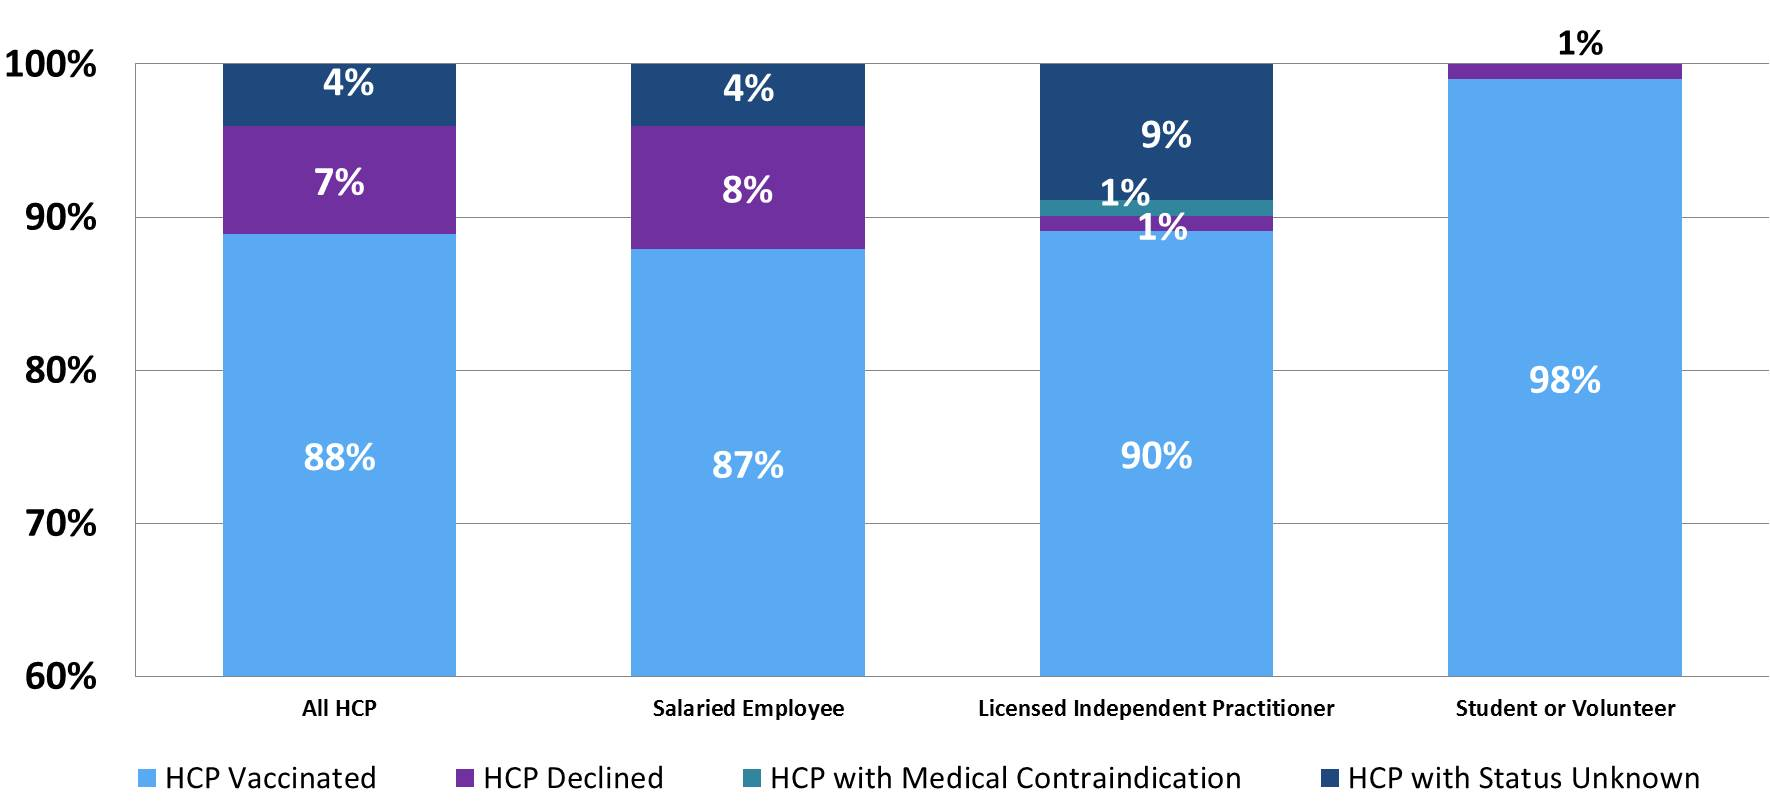 1%
100%
4%
4%
9%
7%
8%
1%
90%
1%
80%
98%
88%
87%
90%
70%
60%
All HCP
Salaried Employee
Licensed Independent Practitioner
Student or Volunteer
HCP Vaccinated
HCP Declined
HCP with Medical Contraindication
HCP with Status Unknown